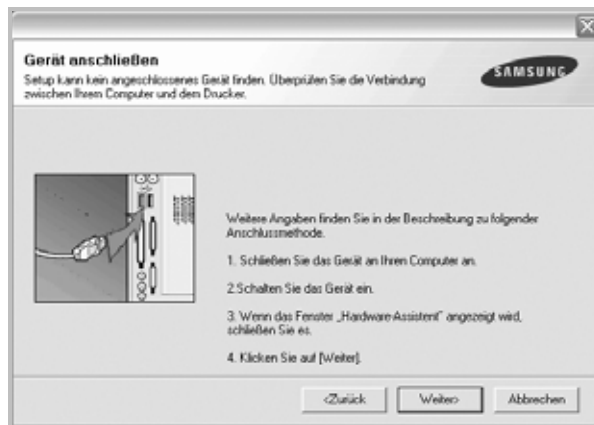 Gerät anschließen
Setup kann kein angeschlossenes Gerät finden. Überprüfen Sie die Verbindung
zwischen Ihrem Computer und dem Drucker.
SAMSUNG
Weitere Angaben finden Sie in der Beschreibung zu folgender
Anschlussmethode.
1. Schließen Sie das Gerät an Ihren Computer an.
2.Schalten Sie das Gerät ein.
3. Wenn das Fenster „Hardware-Assistent" angezeigt wird,
schließen Sie es.
4. Klicken Sie auf [Weiter].
<Zurück
Weiter>
Abbrechen